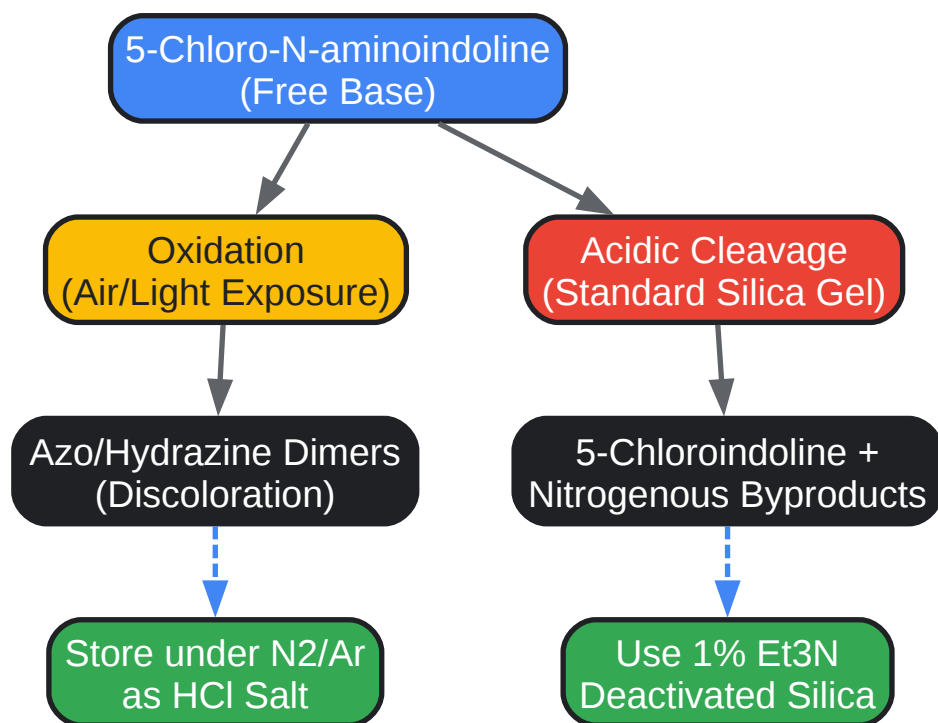 5-Chloro-N-aminoindoline
(Free Base)
Oxidation
(Air/Light Exposure)
Acidic Cleavage
(Standard Silica Gel)
Azo/Hydrazine Dimers
(Discoloration)
5-Chloroindoline +
Nitrogenous Byproducts
Store under N2/Ar
as HCl Salt
Use 1% Et3N
Deactivated Silica